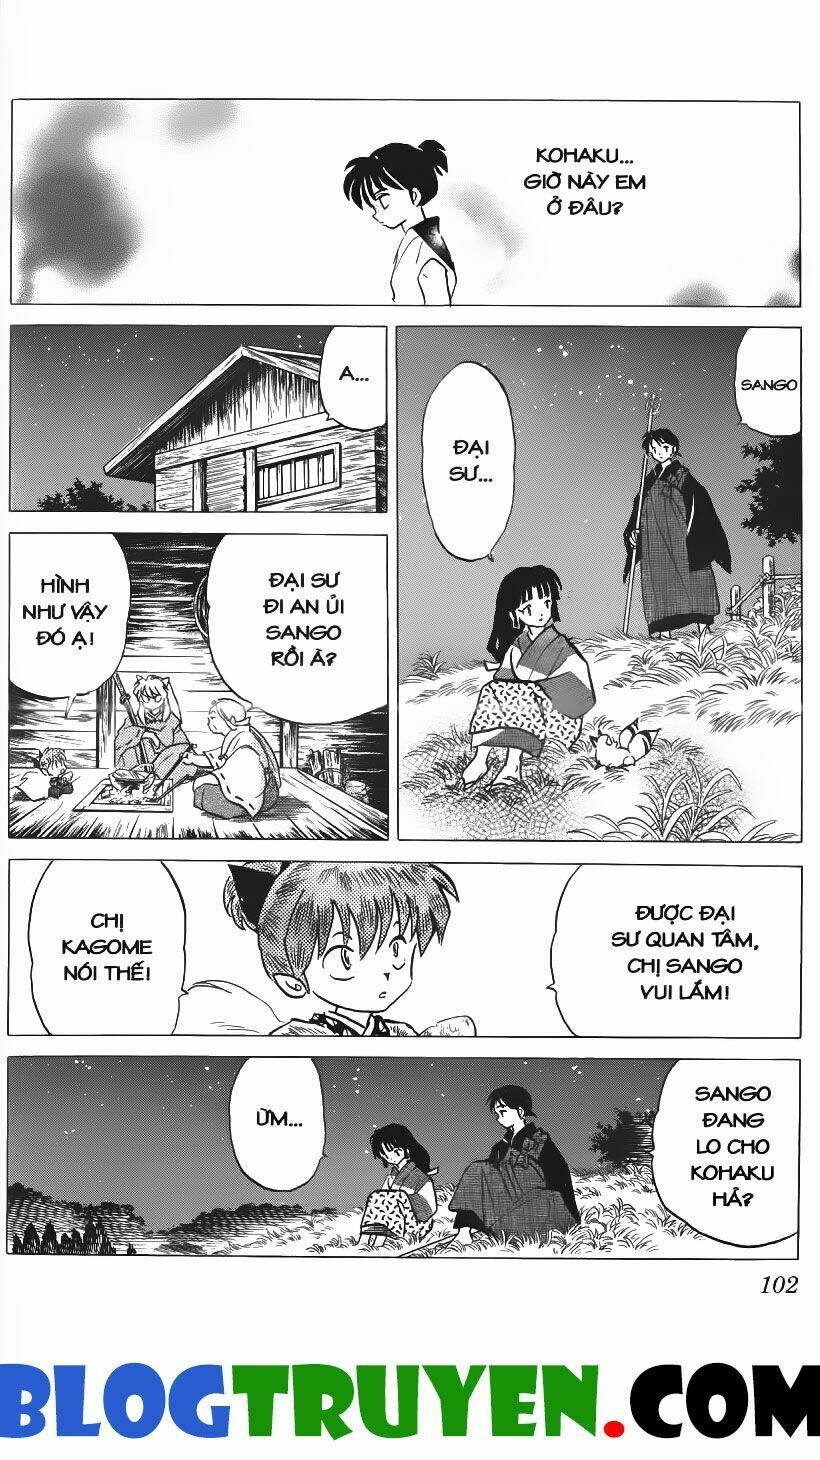 KOHAKU...
GIỜ NÀY EM
Ở ĐÂU?
SANGO
ĐẠI
SƯ...
A...
ĐẠI SƯ
ĐI AN ỦI
SANGO
RỒI À?
HÌNH
NHƯ VẬY
ĐÓ Ạ!
ĐƯỢC ĐẠI
SƯ QUAN TÂM,
CHỊ SANGO
VUI LẮM!
CHỊ
KAGOME
NÓI THẾ!
SANGO
ĐANG
LO CHO
KOHAKU
HẢ?
ỪM...
102
BLOGTRUYEN.COM